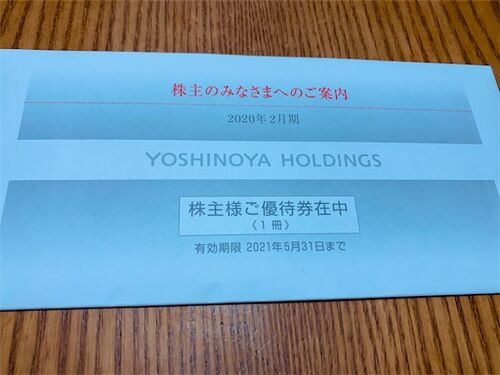 株主のみなさまへのご案内
2020年2月期
YOSHINOYA HOLDINGS
株主様ご優待券在中
《1冊》
有効期限 2021年5月31日まで